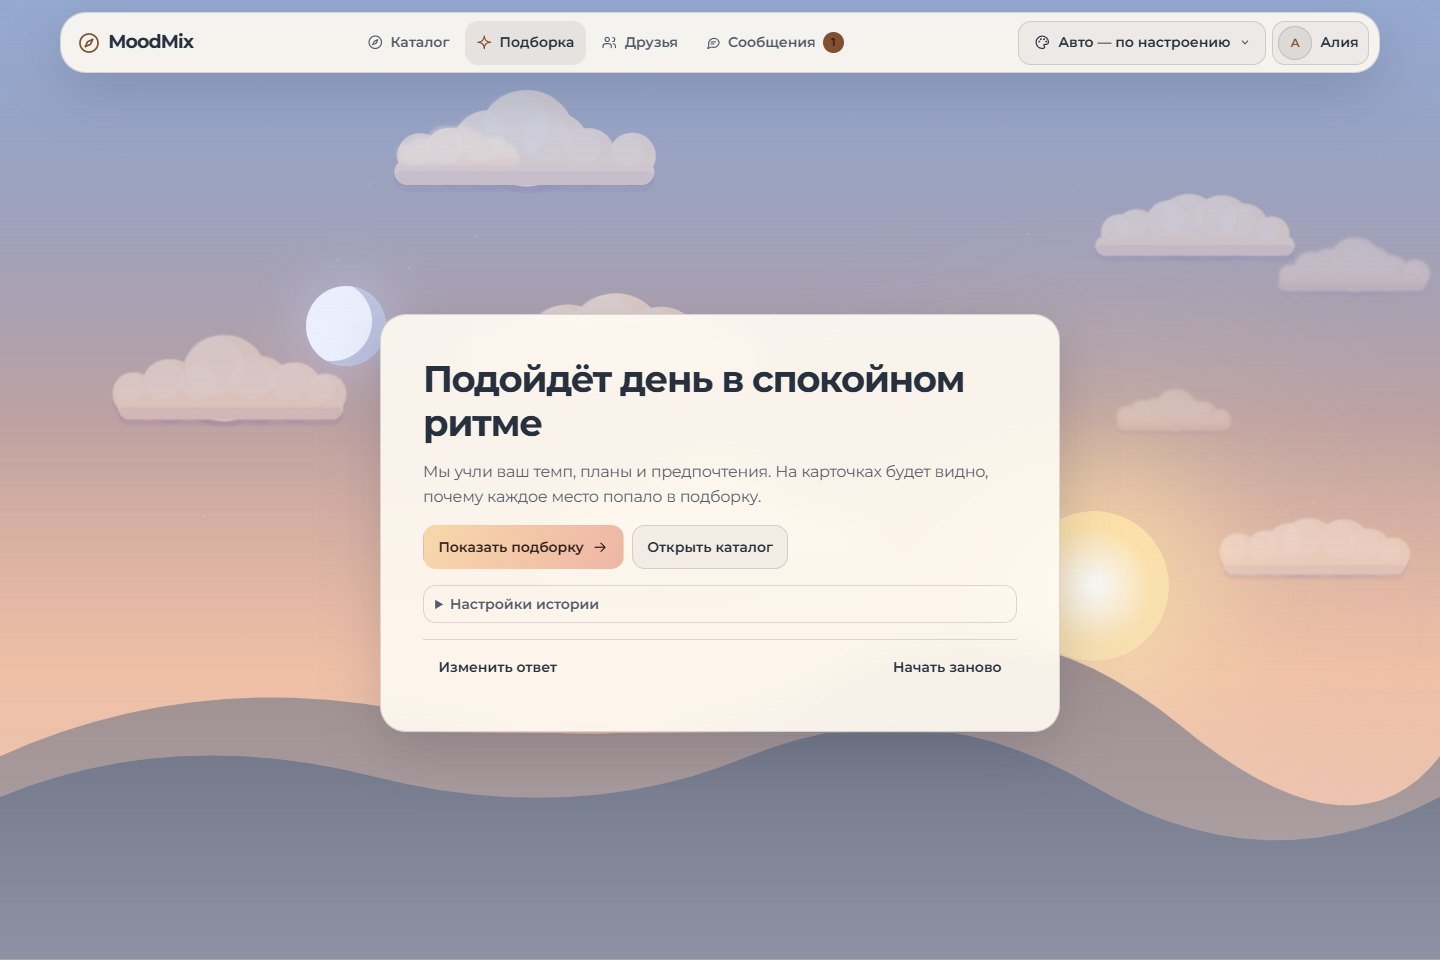 MoodMix
Каталог
Подборка
Друзья
Сообщения 1
Авто — по настроению
А Алия
Подойдёт день в спокойном
ритме
Мы учли ваш темп, планы и предпочтения. На карточках будет видно,
почему каждое место попало в подборку.
Показать подборку →
Открыть каталог
Настройки истории
Изменить ответ
Начать заново